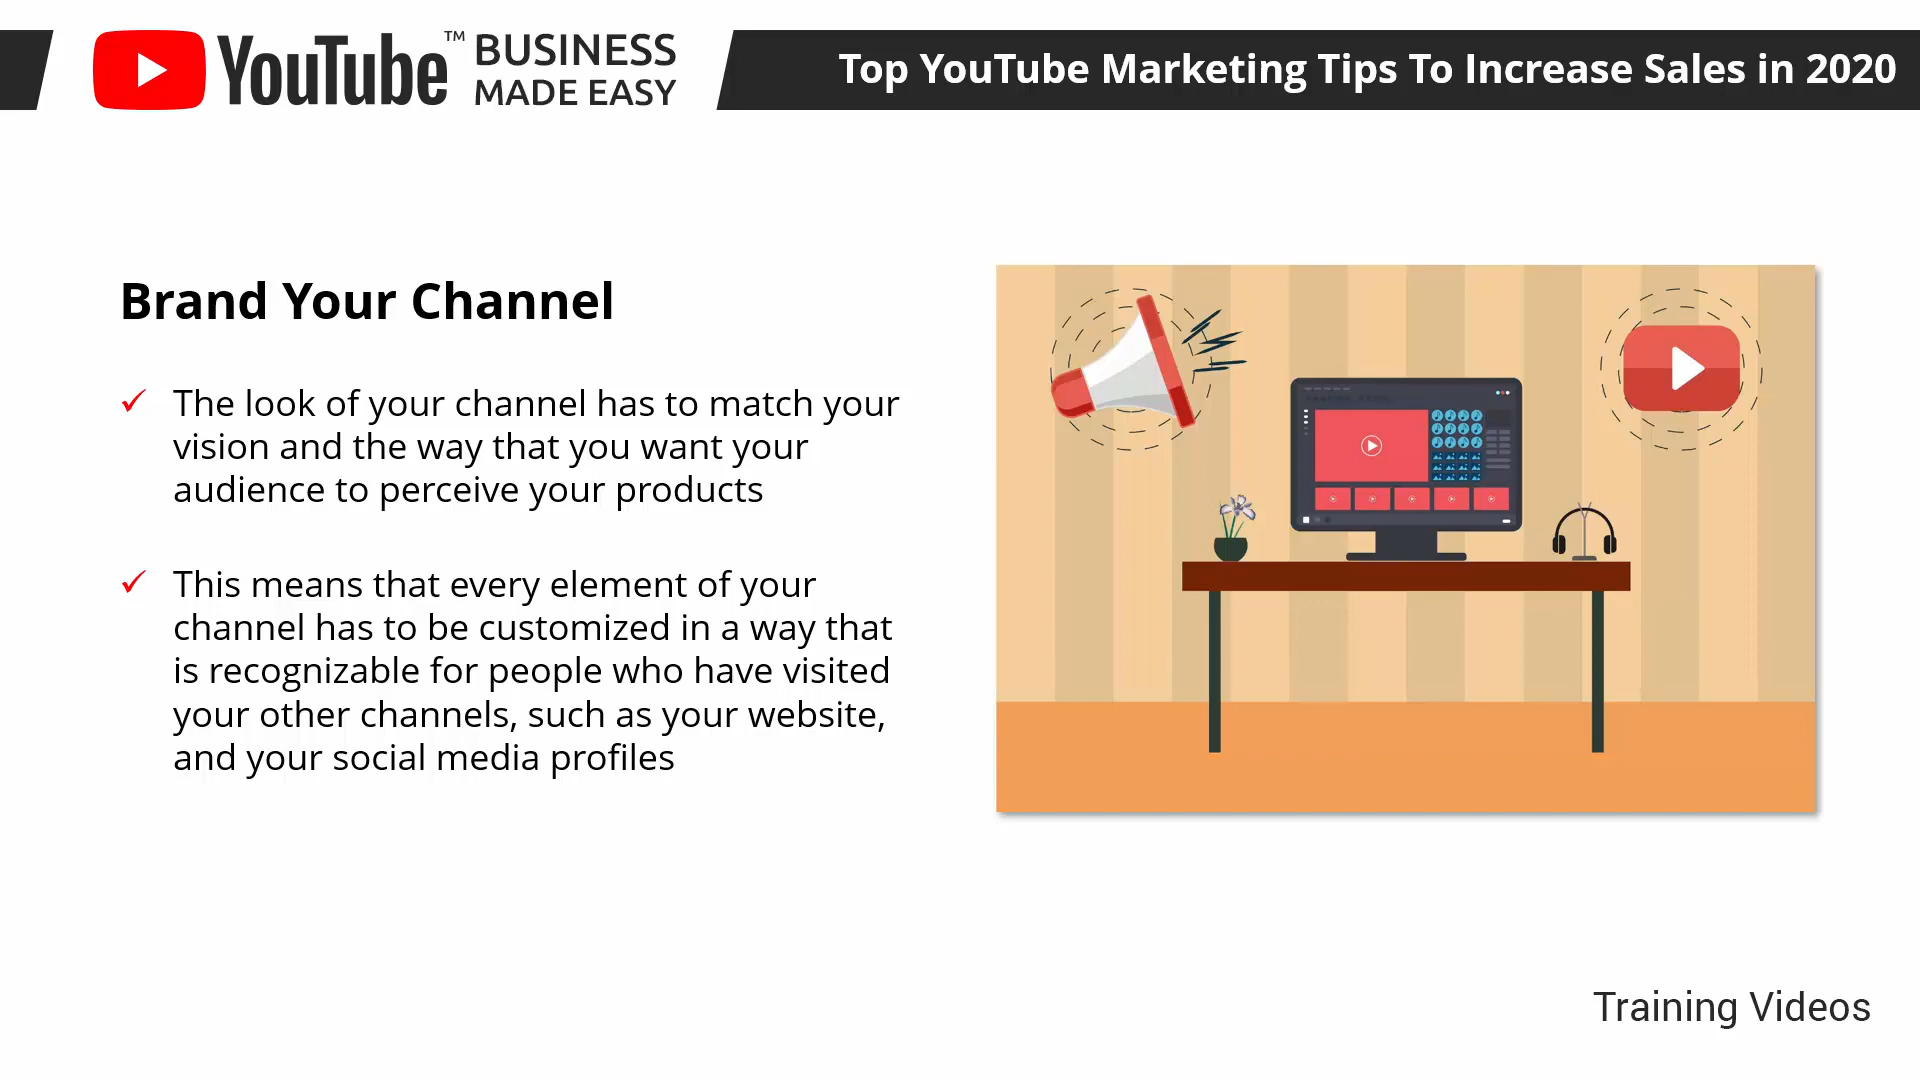 YouTube™ BUSINESS
MADE EASY
Top YouTube Marketing Tips To Increase Sales in 2020
Brand Your Channel
The look of your channel has to match your
vision and the way that you want your
audience to perceive your products
This means that every element of your
channel has to be customized in a way that
is recognizable for people who have visited
your other channels, such as your website,
and your social media profiles
Training Videos